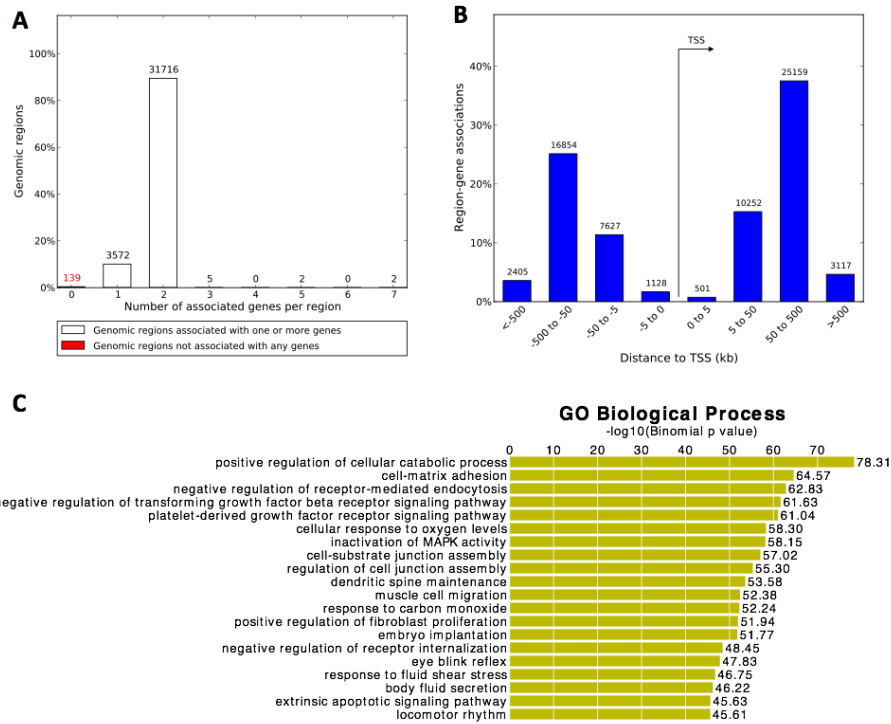 A
100%
80%
60%
40%
20%
0%
Genomic regions
139
3572
31716
5
0
2
0
2
0 1 2 3 4 5 6 7
Number of associated genes per region
Genomic regions associated with one or more genes
Genomic regions not associated with any genes
B
40%
30%
20%
10%
0%
Region-gene associations
TSS
2405
16854
7627
1128
501
10252
25159
3117
<-500
-500 to -50
-50 to -5
-5 to 0
0 to 5
5 to 50
50 to 500
>500
Distance to TSS (kb)
C
GO Biological Process
-log10(Binomial p value)
0 10 20 30 40 50 60 70
positive regulation of cellular catabolic process 78.31
cell-matrix adhesion 64.57
negative regulation of receptor-mediated endocytosis 62.83
negative regulation of transforming growth factor beta receptor signaling pathway 61.63
platelet-derived growth factor receptor signaling pathway 61.04
cellular response to oxygen levels 58.30
inactivation of MAPK activity 58.15
cell-substrate junction assembly 57.02
regulation of cell junction assembly 55.30
dendritic spine maintenance 53.58
muscle cell migration 52.38
response to carbon monoxide 52.24
positive regulation of fibroblast proliferation 51.94
embryo implantation 51.77
negative regulation of receptor internalization 48.45
eye blink reflex 47.83
response to fluid shear stress 46.75
body fluid secretion 46.22
extrinsic apoptotic signaling pathway 45.63
locomotor rhythm 45.61